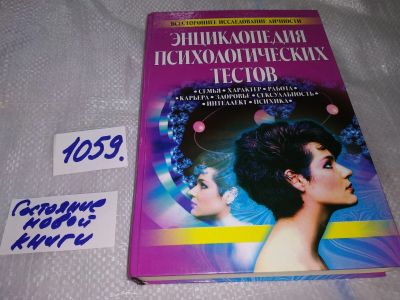 ВСЕСТОРОННЕЕ ИССЛЕДОВАНИЕ ЛИЧНОСТИ
ЭНЦИКЛОПЕДИЯ
ПСИХОЛОГИЧЕСКИХ
ТЕСТОВ
• СЕМЬЯ • ХАРАКТЕР • РАБОТА •
• КАРЬЕРА • ЗДОРОВЬЕ • СЕКСУАЛЬНОСТЬ •
• ИНТЕЛЛЕКТ • ПСИХИКА •
1059.
Состояние
новой
книги